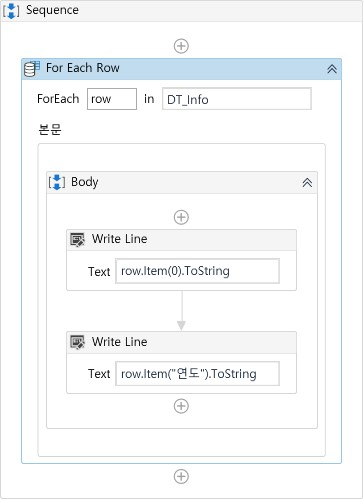 Sequence
For Each Row
ForEach row in DT_Info
본문
Body
Write Line
Text row.Item(0).ToString
Write Line
Text row.Item("연도").ToString